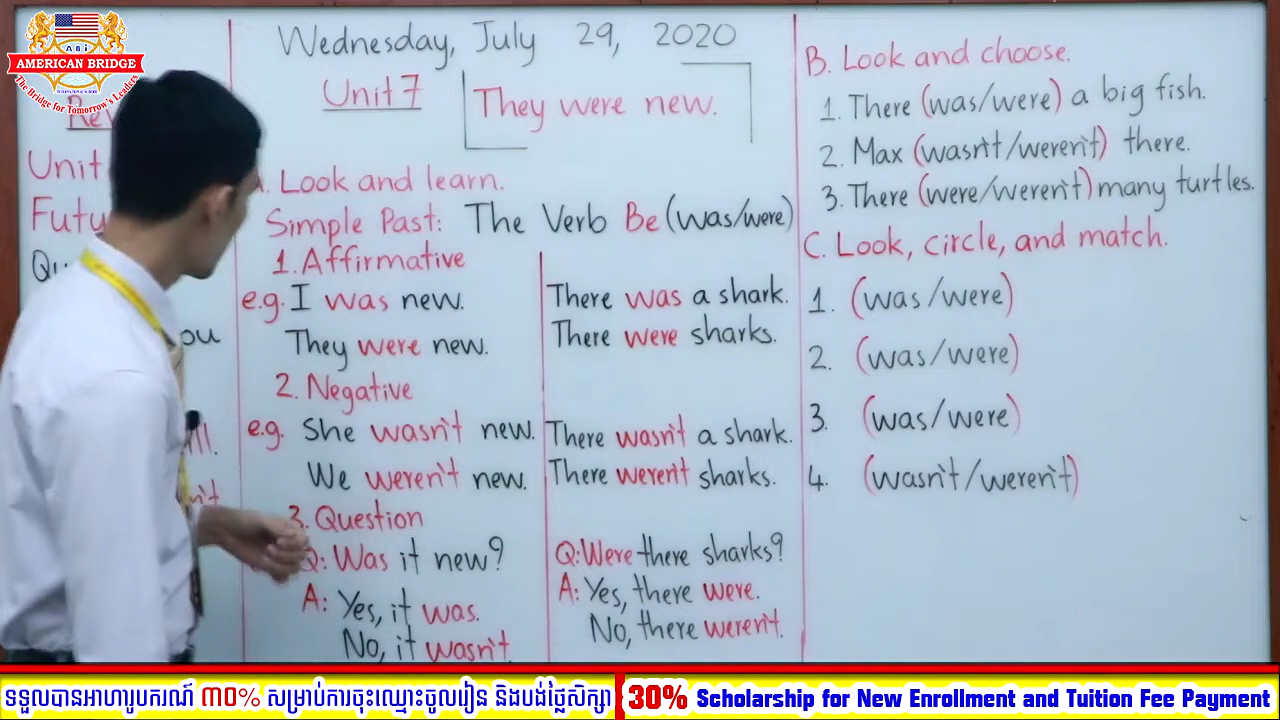 ABi
AMERICAN BRIDGE
INTERNATIONAL SCHOOL
The Bridge for Tomorrow's Leaders
Unit
Futu
ou
Wednesday, July 29, 2020
Unit 7
They were new.
A. Look and learn.
Simple Past: The Verb Be (was/were)
1. Affirmative
e.g. I was new.
They were new.
There was a shark.
There were sharks.
2. Negative
e.g. She wasn't new.
We weren't new.
There wasn't a shark.
There weren't sharks.
3. Question
Q: Was it new?
A: Yes, it was.
No, it wasn't.
Q: Were there sharks?
A: Yes, there were.
No, there weren't.
B. Look and choose.
1. There (was/were) a big fish.
2. Max (wasn't/weren't) there.
3. There (were/weren't) many turtles.
C. Look, circle, and match.
1. (was/were)
2. (was/were)
3. (was/were)
4. (wasn't/weren't)
ទទួលបានអាហារូបករណ៍ ៣០% សម្រាប់ការចុះឈ្មោះចូលរៀន និងបង់ថ្លៃសិក្សា
30% Scholarship for New Enrollment and Tuition Fee Payment